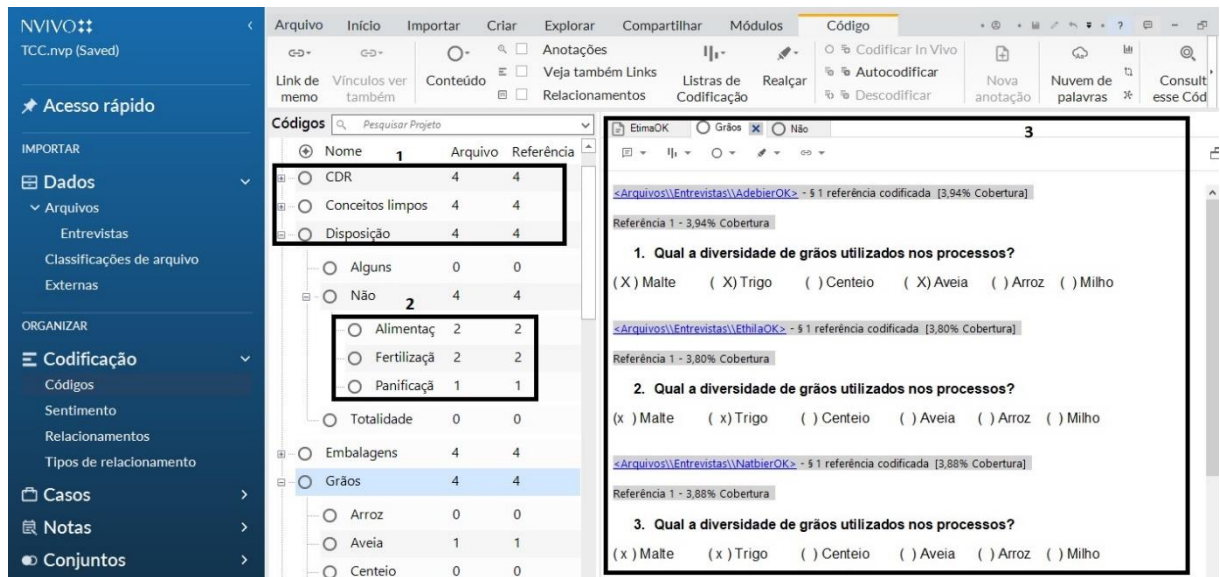 NVIVO
TCC.nvp (Saved)
Acesso rápido
IMPORTAR
Dados
Arquivos
Entrevistas
Classificações de arquivo
Externas
ORGANIZAR
Codificação
Códigos
Sentimento
Relacionamentos
Tipos de relacionamento
Casos
Notas
Conjuntos
Arquivo Início Importar Criar Explorar Compartilhar Módulos Código
Link de memo
Vínculos ver também
Conteúdo
Anotações
Veja também Links
Relacionamentos
Listras de Codificação
Realçar
Codificar In Vivo
Autocodificar
Descodificar
Nova anotação
Nuvem de palavras
Consult esse Cód
Códigos Pesquisar Projeto
Nome 1 Arquivo Referência
CDR 4 4
Conceitos limpos 4 4
Disposição 4 4
Alguns 0 0
Não 4 4
2
Alimentaç 2 2
Fertilizaçã 2 2
Panificaçã 1 1
Totalidade 0 0
Embalagens 4 4
Grãos 4 4
Arroz 0 0
Aveia 1 1
Centeio 0 0
EtimaOK Grãos Não 3
<Arquivos\\Entrevistas\\AdebierOK> - § 1 referência codificada [3,94% Cobertura]
Referência 1 - 3,94% Cobertura
1. Qual a diversidade de grãos utilizados nos processos?
( X ) Malte ( X) Trigo ( ) Centeio ( X) Aveia ( ) Arroz ( ) Milho
<Arquivos\\Entrevistas\\EthilaOK> - § 1 referência codificada [3,80% Cobertura]
Referência 1 - 3,80% Cobertura
2. Qual a diversidade de grãos utilizados nos processos?
(x ) Malte ( x) Trigo ( ) Centeio ( ) Aveia ( ) Arroz ( ) Milho
<Arquivos\\Entrevistas\\NatbierOK> - § 1 referência codificada [3,88% Cobertura]
Referência 1 - 3,88% Cobertura
3. Qual a diversidade de grãos utilizados nos processos?
( x ) Malte ( x ) Trigo ( ) Centeio ( ) Aveia ( ) Arroz ( ) Milho